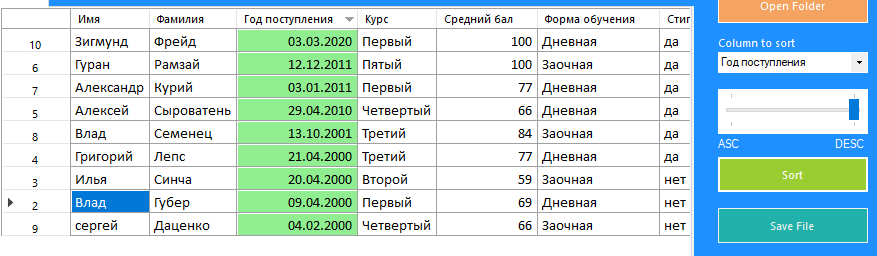 Имя Фамилия Год поступления Курс Средний бал Форма обучения Стип
10 Зигмунд Фрейд 03.03.2020 Первый 100 Дневная да
6 Гуран Рамзай 12.12.2011 Пятый 100 Заочная да
7 Александр Курий 03.01.2011 Первый 77 Дневная да
5 Алексей Сыроватень 29.04.2010 Четвертый 66 Дневная да
8 Влад Семенец 13.10.2001 Третий 84 Заочная да
4 Григорий Лепс 21.04.2000 Третий 77 Дневная да
3 Илья Синча 20.04.2000 Второй 59 Заочная нет
2 Влад Губер 09.04.2000 Первый 69 Дневная нет
9 сергей Даценко 04.02.2000 Четвертый 66 Заочная нет
Open Folder
Column to sort
Год поступления
ASC DESC
Sort
Save File